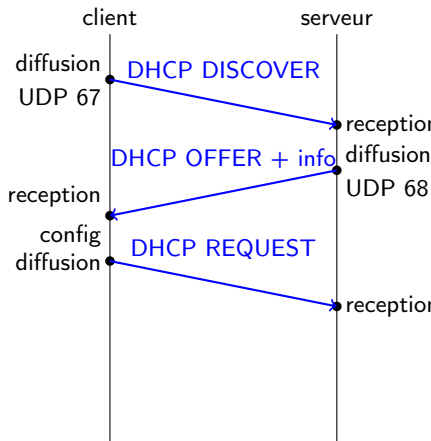 client
serveur
diffusion
DHCP DISCOVER
UDP 67
reception
DHCP OFFER + info
diffusion
UDP 68
reception
config
DHCP REQUEST
diffusion
reception